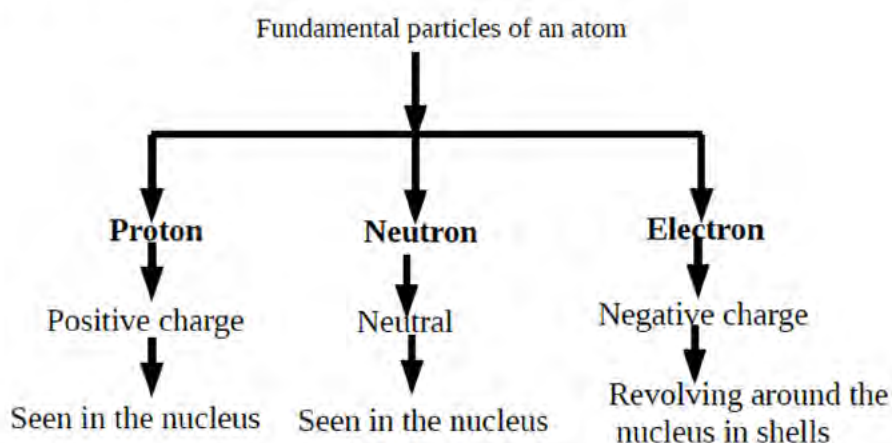 Fundamental particles of an atom
Proton
Neutron
Electron
Positive charge
Neutral
Negative charge
Seen in the nucleus
Seen in the nucleus
Revolving around the
nucleus in shells